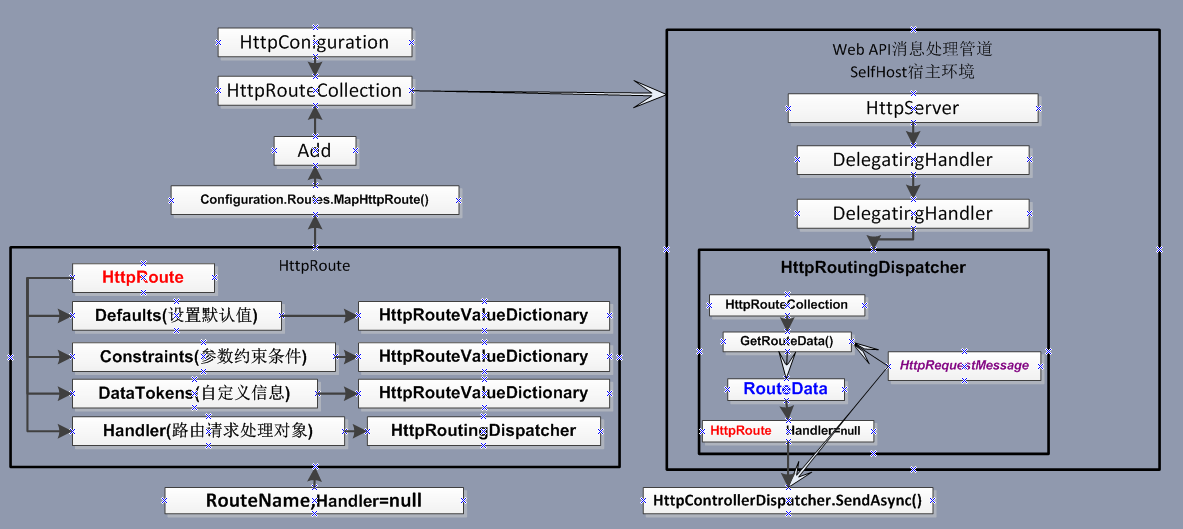 HttpConiguration
HttpRouteCollection
Add
Configuration.Routes.MapHttpRoute()
HttpRoute
HttpRoute
Defaults(设置默认值)
HttpRouteValueDictionary
Constraints(参数约束条件)
HttpRouteValueDictionary
DataTokens(自定义信息)
HttpRouteValueDictionary
Handler(路由请求处理对象)
HttpRoutingDispatcher
RouteName,Handler=null
Web API消息处理管道
SelfHost宿主环境
HttpServer
DelegatingHandler
DelegatingHandler
HttpRoutingDispatcher
HttpRouteCollection
GetRouteData()
HttpRequestMessage
RouteData
HttpRoute Handler=null
HttpControllerDispatcher.SendAsync()